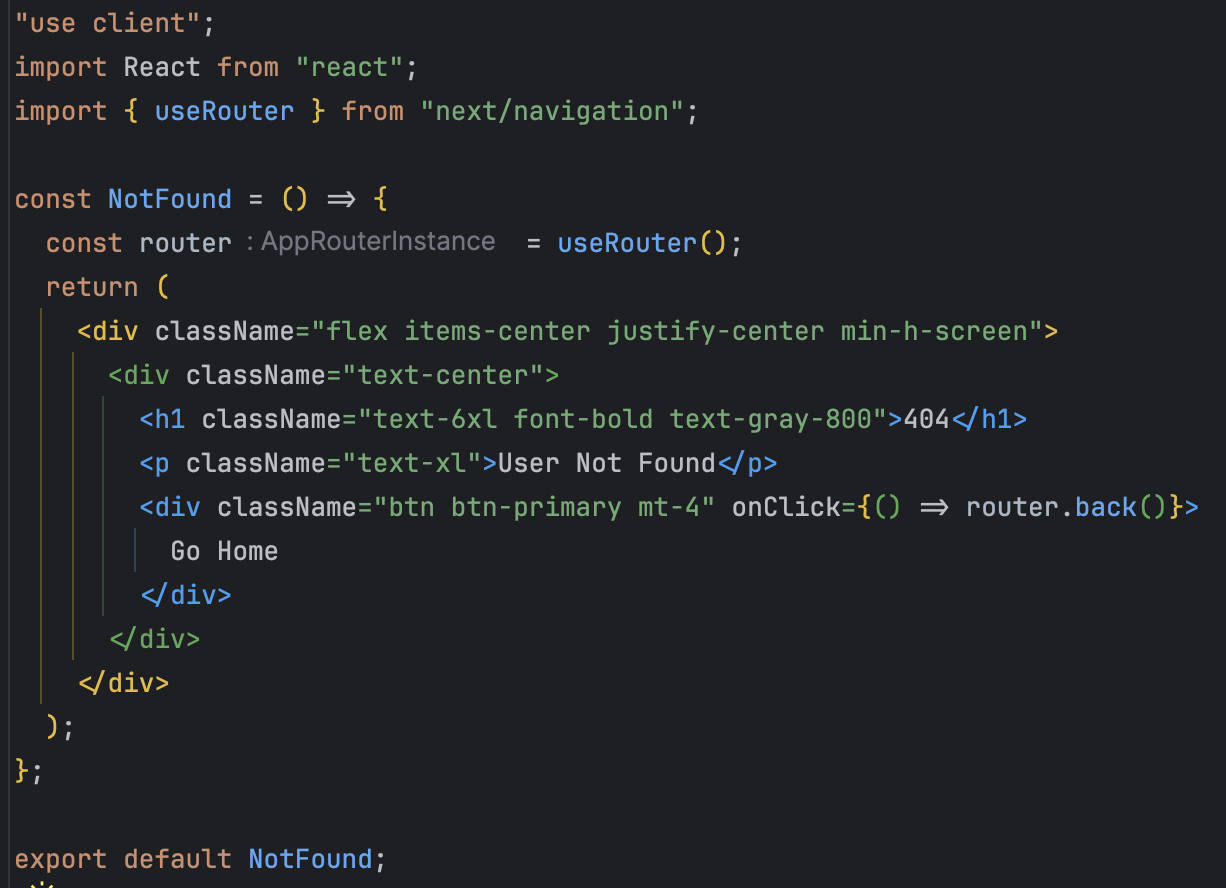 "use client";
import React from "react";
import { useRouter } from "next/navigation";
const NotFound = () => {
const router : AppRouterInstance = useRouter();
return (
<div className="flex items-center justify-center min-h-screen">
<div className="text-center">
<h1 className="text-6xl font-bold text-gray-800">404</h1>
<p className="text-xl">User Not Found</p>
<div className="btn btn-primary mt-4" onClick={() => router.back()}>
Go Home
</div>
</div>
</div>
);
};
export default NotFound;